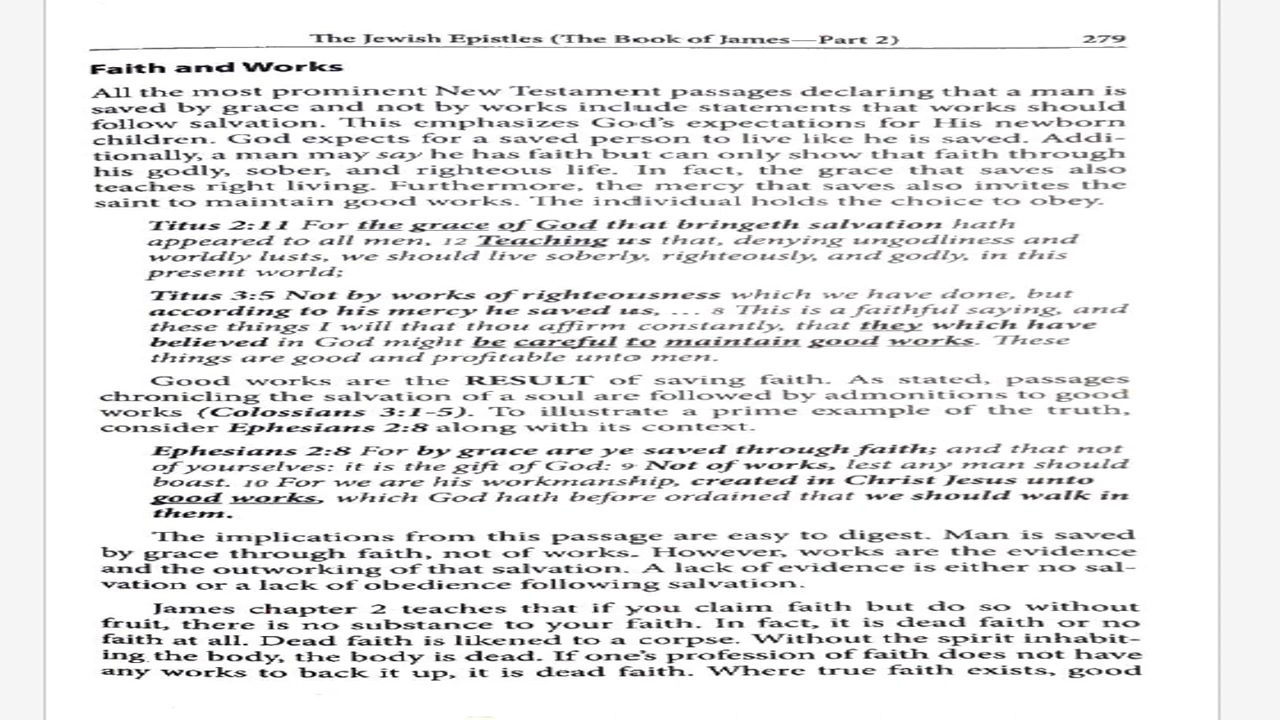 The Jewish Epistles (The Book of James—Part 2) 279
Faith and Works
All the most prominent New Testament passages declaring that a man is
saved by grace and not by works include statements that works should
follow salvation. This emphasizes God's expectations for His newborn
children. God expects for a saved person to live like he is saved. Addi-
tionally, a man may say he has faith but can only show that faith through
his godly, sober, and righteous life. In fact, the grace that saves also
teaches right living. Furthermore, the mercy that saves also invites the
saint to maintain good works. The individual holds the choice to obey.
Titus 2:11 For the grace of God that bringeth salvation hath
appeared to all men, 12 Teaching us that, denying ungodliness and
worldly lusts, we should live soberly, righteously, and godly, in this
present world;
Titus 3:5 Not by works of righteousness which we have done, but
according to his mercy he saved us, ... 8 This is a faithful saying, and
these things I will that thou affirm constantly, that they which have
believed in God might be careful to maintain good works. These
things are good and profitable unto men.
Good works are the RESULT of saving faith. As stated, passages
chronicling the salvation of a soul are followed by admonitions to good
works (Colossians 3:1-5). To illustrate a prime example of the truth,
consider Ephesians 2:8 along with its context.
Ephesians 2:8 For by grace are ye saved through faith; and that not
of yourselves: it is the gift of God: 9 Not of works, lest any man should
boast. 10 For we are his workmanship, created in Christ Jesus unto
good works, which God hath before ordained that we should walk in
them.
The implications from this passage are easy to digest. Man is saved
by grace through faith, not of works. However, works are the evidence
and the outworking of that salvation. A lack of evidence is either no sal-
vation or a lack of obedience following salvation.
James chapter 2 teaches that if you claim faith but do so without
fruit, there is no substance to your faith. In fact, it is dead faith or no
faith at all. Dead faith is likened to a corpse. Without the spirit inhabit-
ing the body, the body is dead. If one's profession of faith does not have
any works to back it up, it is dead faith. Where true faith exists, good